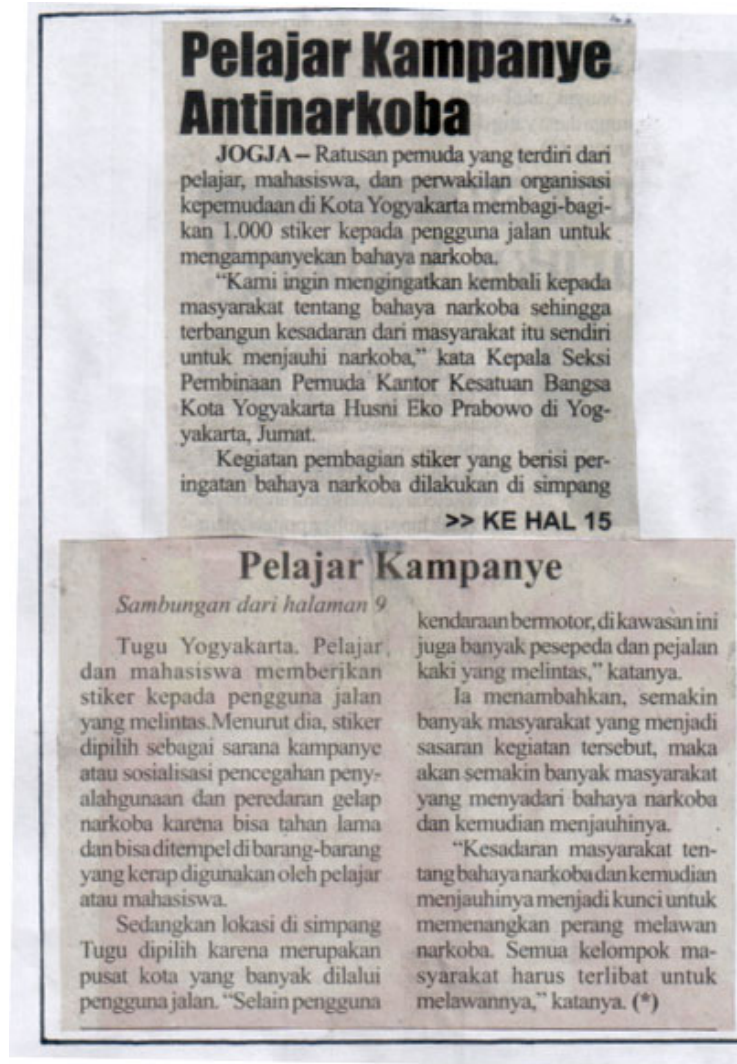 Pelajar Kampanye
Antinarkoba
JOGJA – Ratusan pemuda yang terdiri dari
pelajar, mahasiswa, dan perwakilan organisasi
kepemudaan di Kota Yogyakarta membagi-bagi-
kan 1.000 stiker kepada pengguna jalan untuk
mengampanyekan bahaya narkoba.
“Kami ingin mengingatkan kembali kepada
masyarakat tentang bahaya narkoba sehingga
terbangun kesadaran dari masyarakat itu sendiri
untuk menjauhi narkoba,” kata Kepala Seksi
Pembinaan Pemuda Kantor Kesatuan Bangsa
Kota Yogyakarta Husni Eko Prabowo di Yog-
yakarta, Jumat.
Kegiatan pembagian stiker yang berisi per-
ingatan bahaya narkoba dilakukan di simpang
>> KE HAL 15
Pelajar Kampanye
Sambungan dari halaman 9
Tugu Yogyakarta. Pelajar
dan mahasiswa memberikan
stiker kepada pengguna jalan
yang melintas.Menurut dia, stiker
dipilih sebagai sarana kampanye
atau sosialisasi pencegahan peny-
alahgunaan dan peredaran gelap
narkoba karena bisa tahan lama
dan bisa ditempel di barang-barang
yang kerap digunakan oleh pelajar
atau mahasiswa.
Sedangkan lokasi di simpang
Tugu dipilih karena merupakan
pusat kota yang banyak dilalui
pengguna jalan. “Selain pengguna
kendaraan bermotor, di kawasan ini
juga banyak pesepeda dan pejalan
kaki yang melintas,” katanya.
Ia menambahkan, semakin
banyak masyarakat yang menjadi
sasaran kegiatan tersebut, maka
akan semakin banyak masyarakat
yang menyadari bahaya narkoba
dan kemudian menjauhinya.
“Kesadaran masyarakat ten-
tang bahaya narkoba dan kemudian
menjauhinya menjadi kunci untuk
memenangkan perang melawan
narkoba. Semua kelompok ma-
syarakat harus terlibat untuk
melawannya,” katanya. (*)